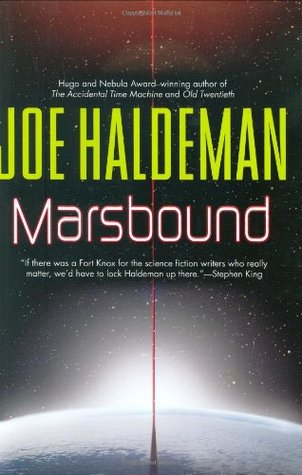 Hugo and Nebula Award-winning author of
The Accidental Time Machine and Old Twentieth
JOE HALDEMAN
Marsbound
"If there was a Fort Knox for the science fiction writers who really
matter, we'd have to lock Haldeman up there."—Stephen King